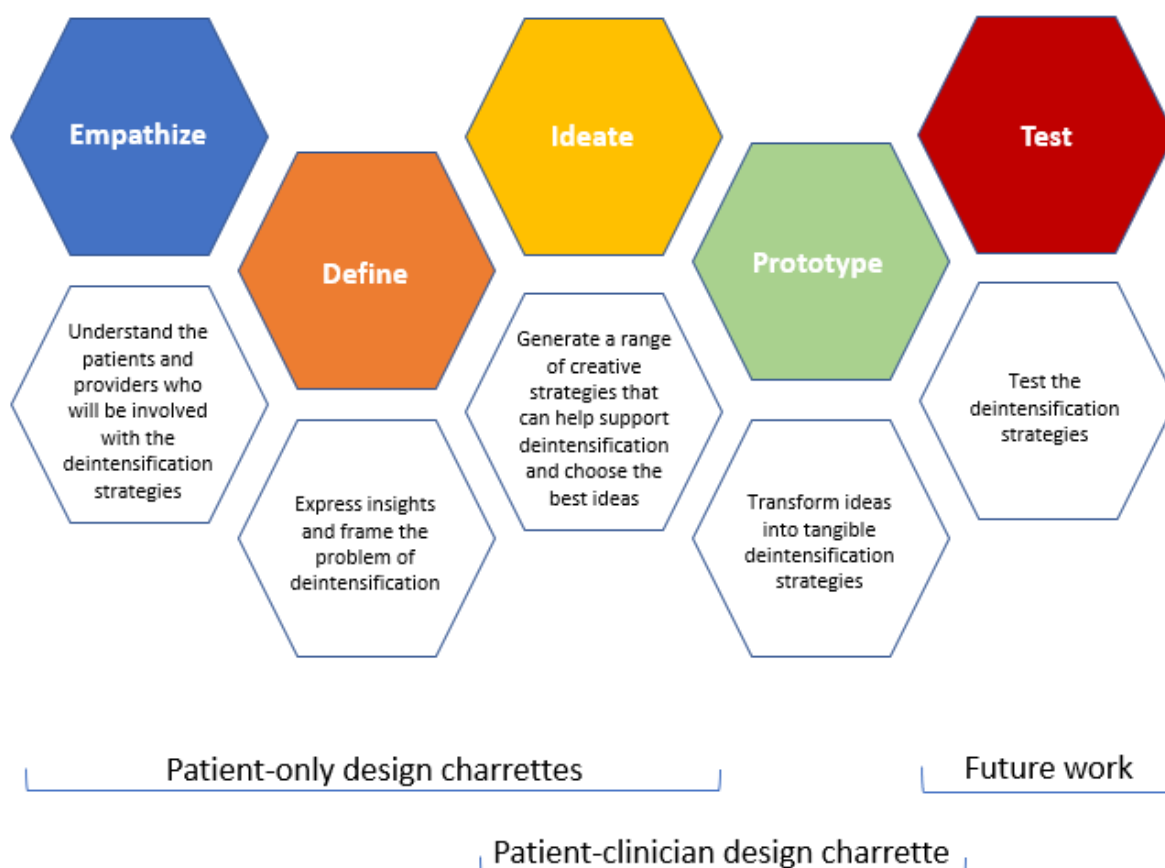 Empathize
Understand the
patients and
providers who
will be involved
with the
deintensification
strategies
Define
Express insights
and frame the
problem of
deintensification
Ideate
Generate a range
of creative
strategies that
can help support
deintensification
and choose the
best ideas
Prototype
Transform ideas
into tangible
deintensification
strategies
Test
Test the
deintensification
strategies
Patient-only design charrettes
Future work
Patient-clinician design charrette